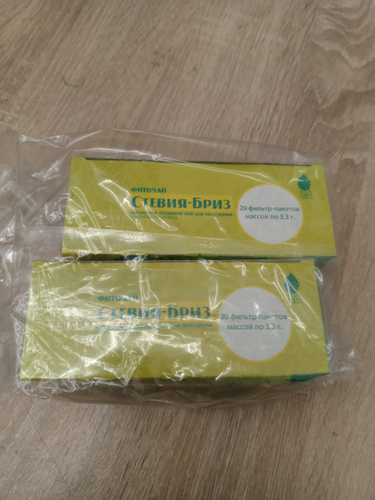 ФИТОЧАЙ
СТЕВИЯ-БРИЗ
20 фильтр-пакетов
массой по 3,3 г.
ФИТОЧАЙ
СТЕВИЯ-БРИЗ
20 фильтр-пакетов
массой по 3,3 г.